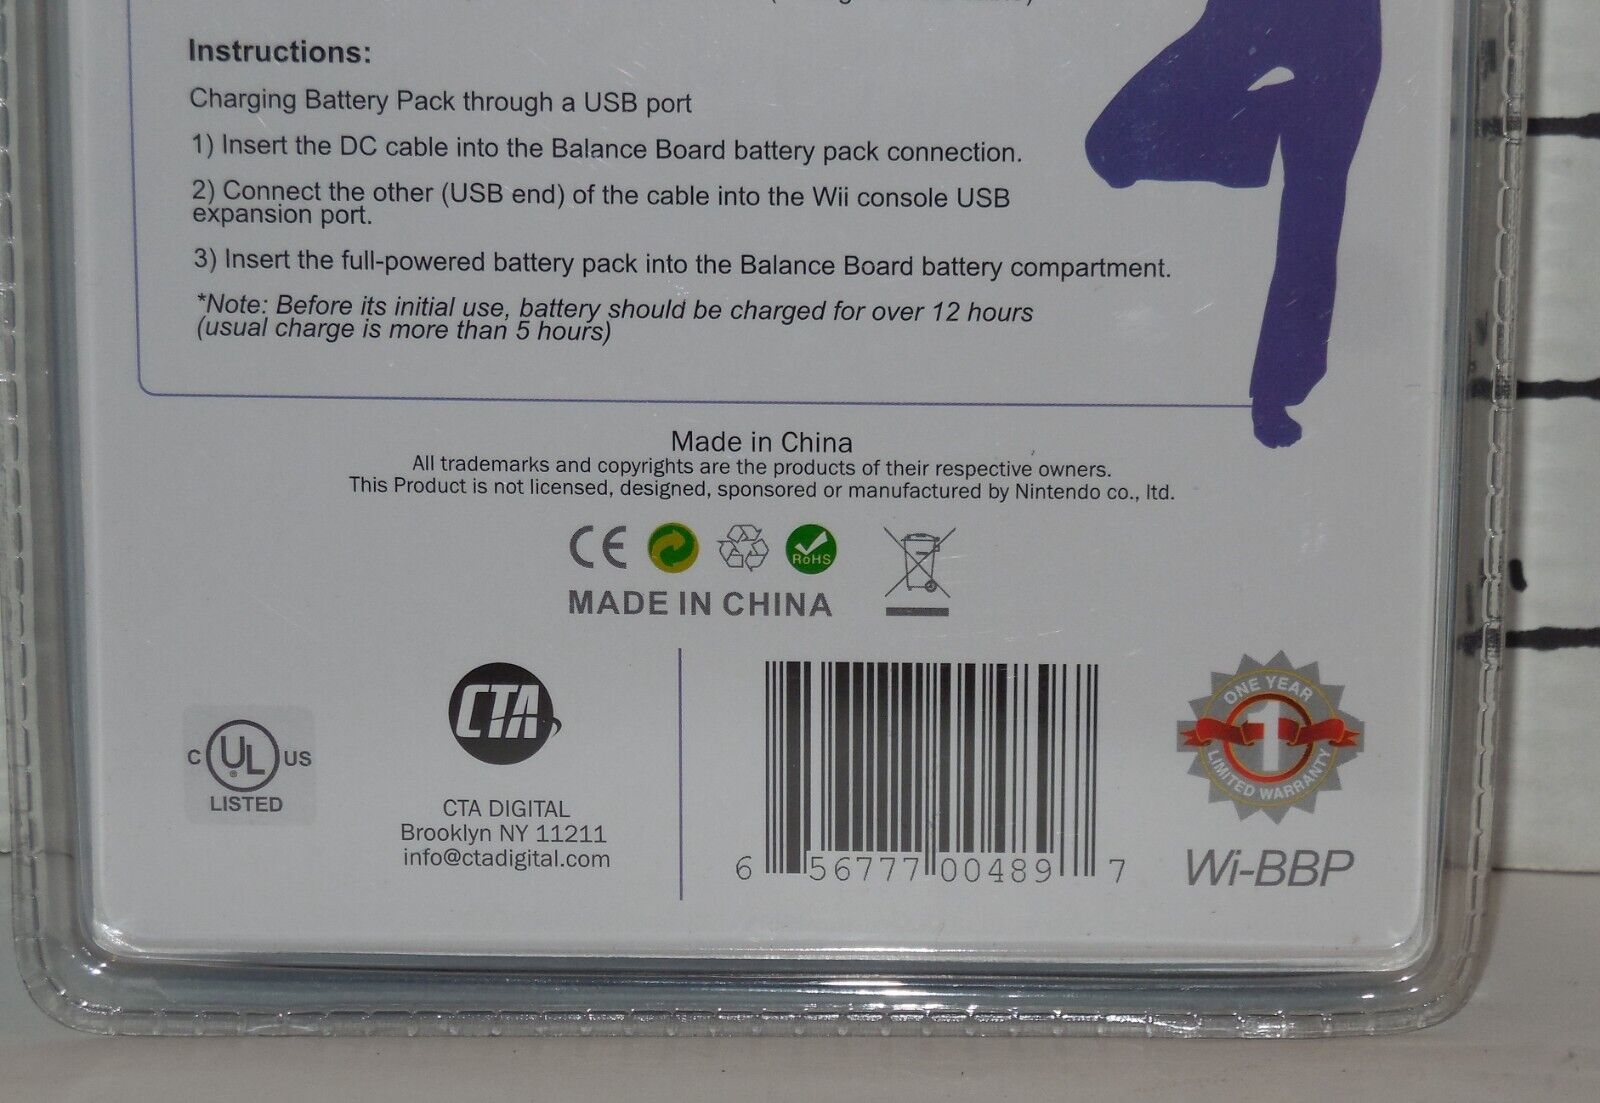 Instructions:
Charging Battery Pack through a USB port
1) Insert the DC cable into the Balance Board battery pack connection.
2) Connect the other (USB end) of the cable into the Wii console USB
expansion port.
3) Insert the full-powered battery pack into the Balance Board battery compartment.
*Note: Before its initial use, battery should be charged for over 12 hours
(usual charge is more than 5 hours)
Made in China
All trademarks and copyrights are the products of their respective owners.
This Product is not licensed, designed, sponsored or manufactured by Nintendo co., ltd.
CE
RoHS
MADE IN CHINA
C UL® US
LISTED
CTA
CTA DIGITAL
Brooklyn NY 11211
info@ctadigital.com
6 56777 00489 7
ONE YEAR
1
LIMITED WARRANTY
Wi-BBP